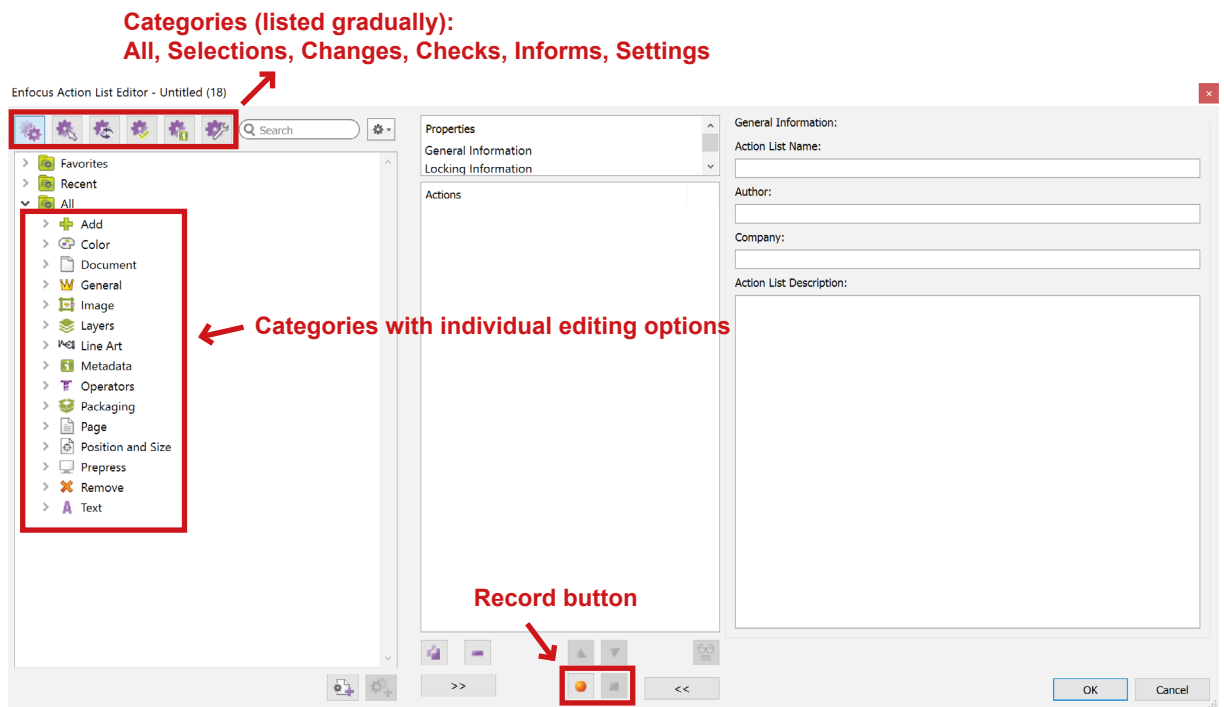 Categories (listed gradually):
All, Selections, Changes, Checks, Informs, Settings
Enfocus Action List Editor - Untitled (18)
Search
Favorites
Recent
All
Add
Color
Document
General
Image
Layers
Line Art
Metadata
Operators
Packaging
Page
Position and Size
Prepress
Remove
Text
Categories with individual editing options
Properties
General Information
Locking Information
Actions
Record button
>>
<<
General Information:
Action List Name:
Author:
Company:
Action List Description:
OK
Cancel